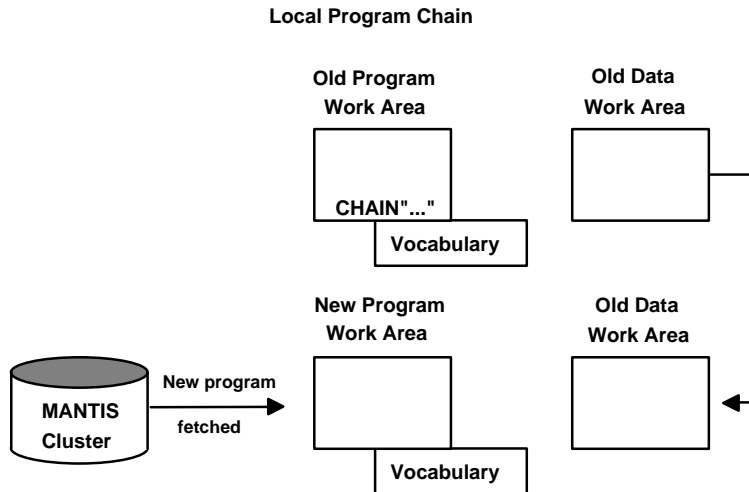 Local Program Chain
Old Program
Work Area
Old Data
Work Area
CHAIN"..."
Vocabulary
New Program
Work Area
Old Data
Work Area
MANTIS
Cluster
New program
fetched
Vocabulary